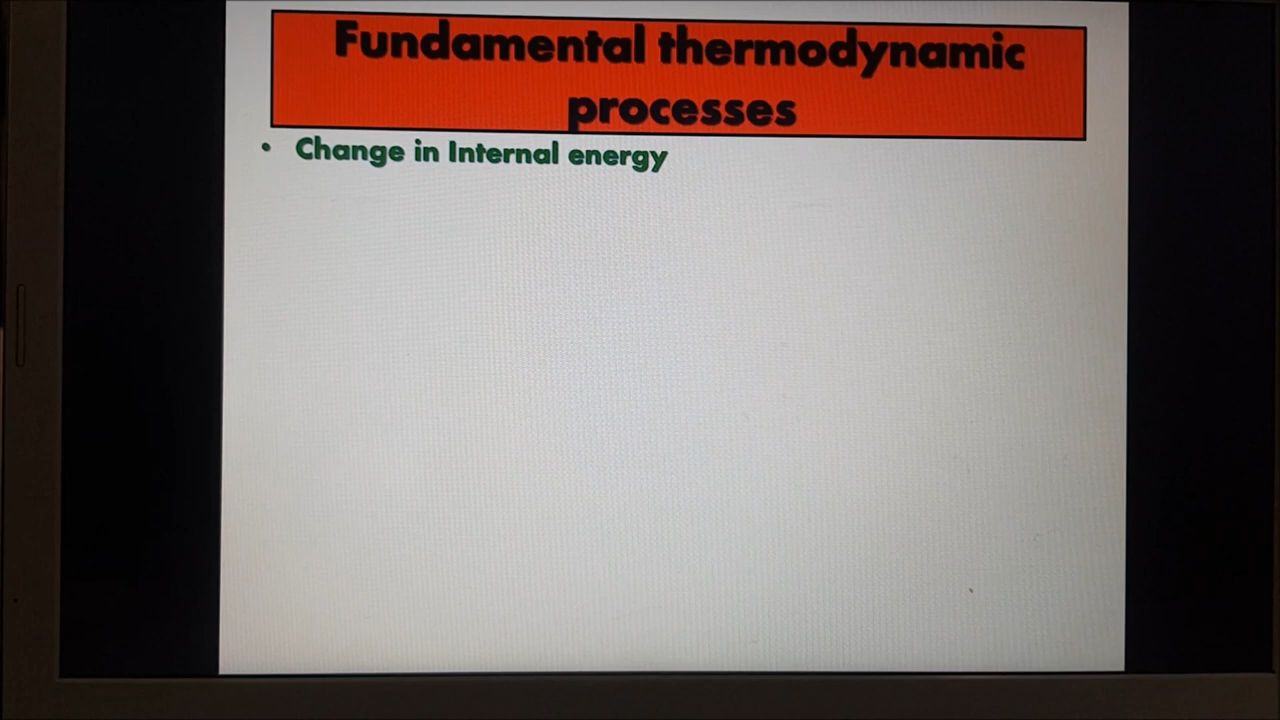 Fundamental thermodynamic
processes
• Change in Internal energy